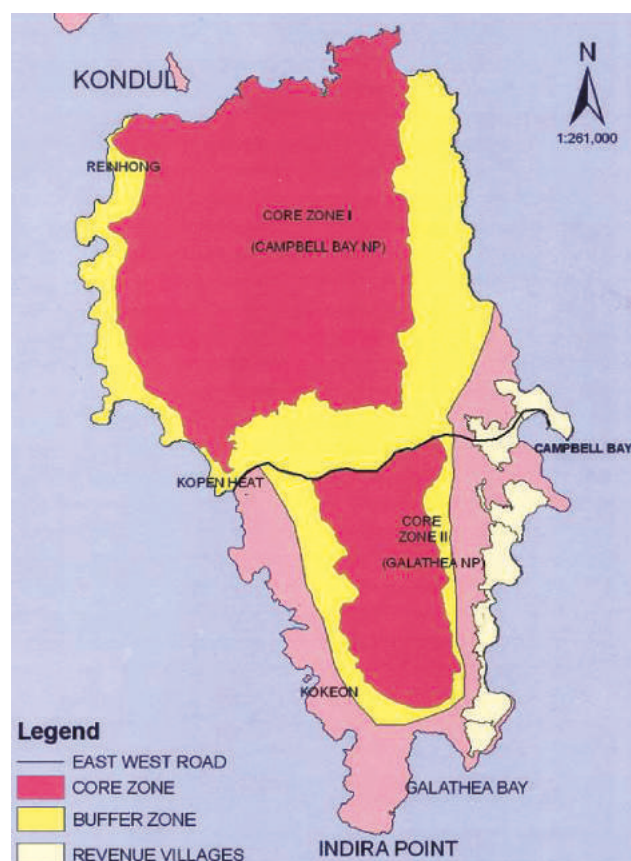 KONDUL
N
1:261,000
REINHONG
CORE ZONE I
(CAMPBELL BAY NP)
CAMPBELL BAY
KOPEN HEAT
CORE
ZONE II
(GALATHEA NP)
KOKEON
Legend
EAST WEST ROAD
CORE ZONE
GALATHEA BAY
BUFFER ZONE
INDIRA POINT
REVENUE VILLAGES